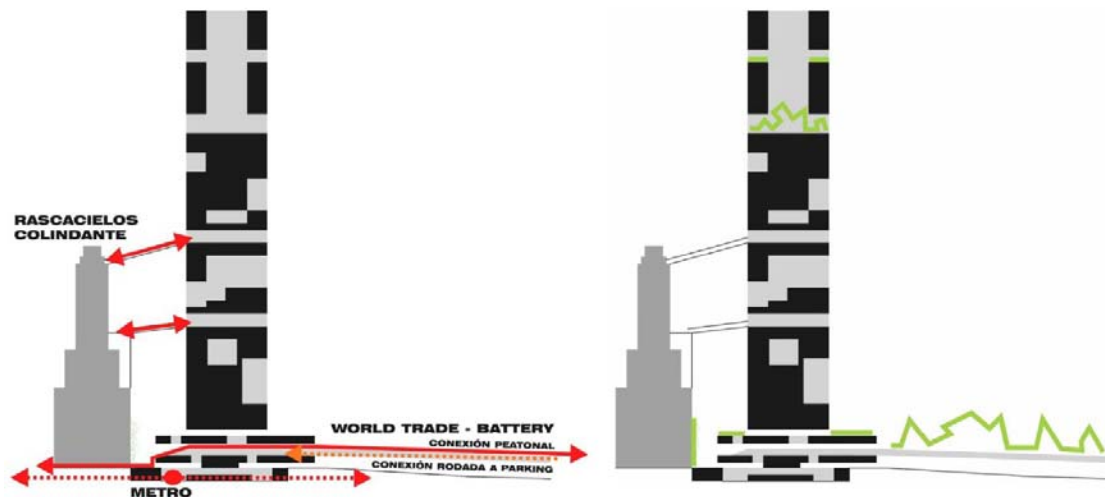 RASCACIELOS
COLINDANTE
WORLD TRADE - BATTERY
CONEXIÓN PEATONAL
CONEXIÓN RODADA A PARKING
METRO